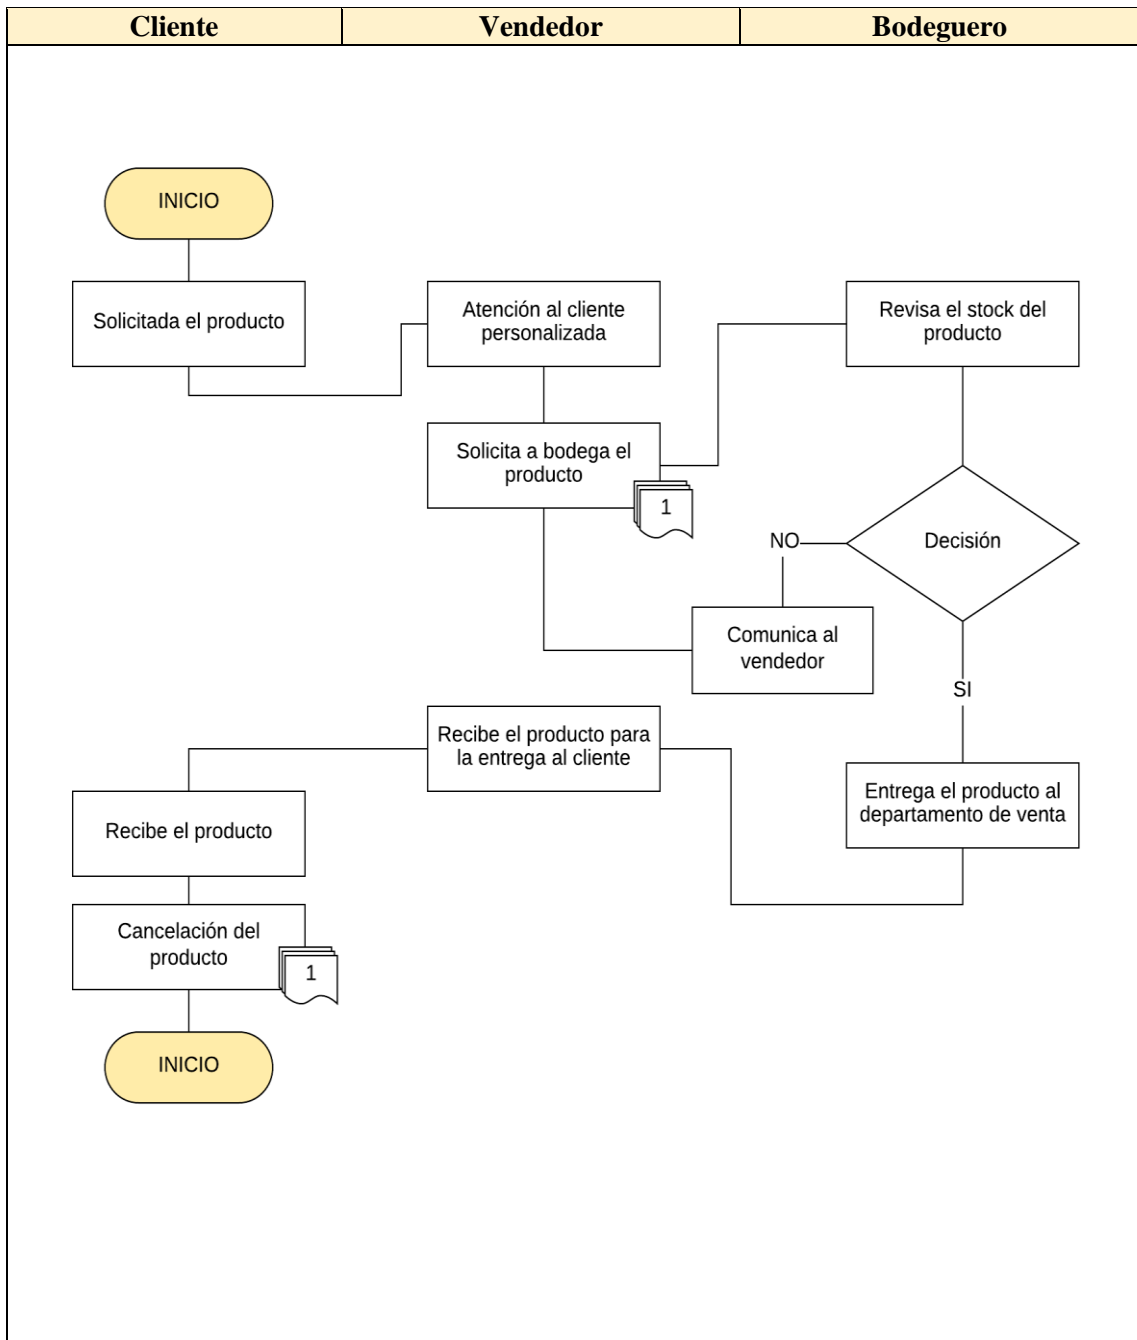 Cliente
Vendedor
Bodeguero
INICIO
Solicitada el producto
Atención al cliente
personalizada
Revisa el stock del
producto
Solicita a bodega el
producto
1
NO
Decisión
Comunica al
vendedor
SI
Recibe el producto para
la entrega al cliente
Entrega el producto al
departamento de venta
Recibe el producto
Cancelación del
producto
1
INICIO